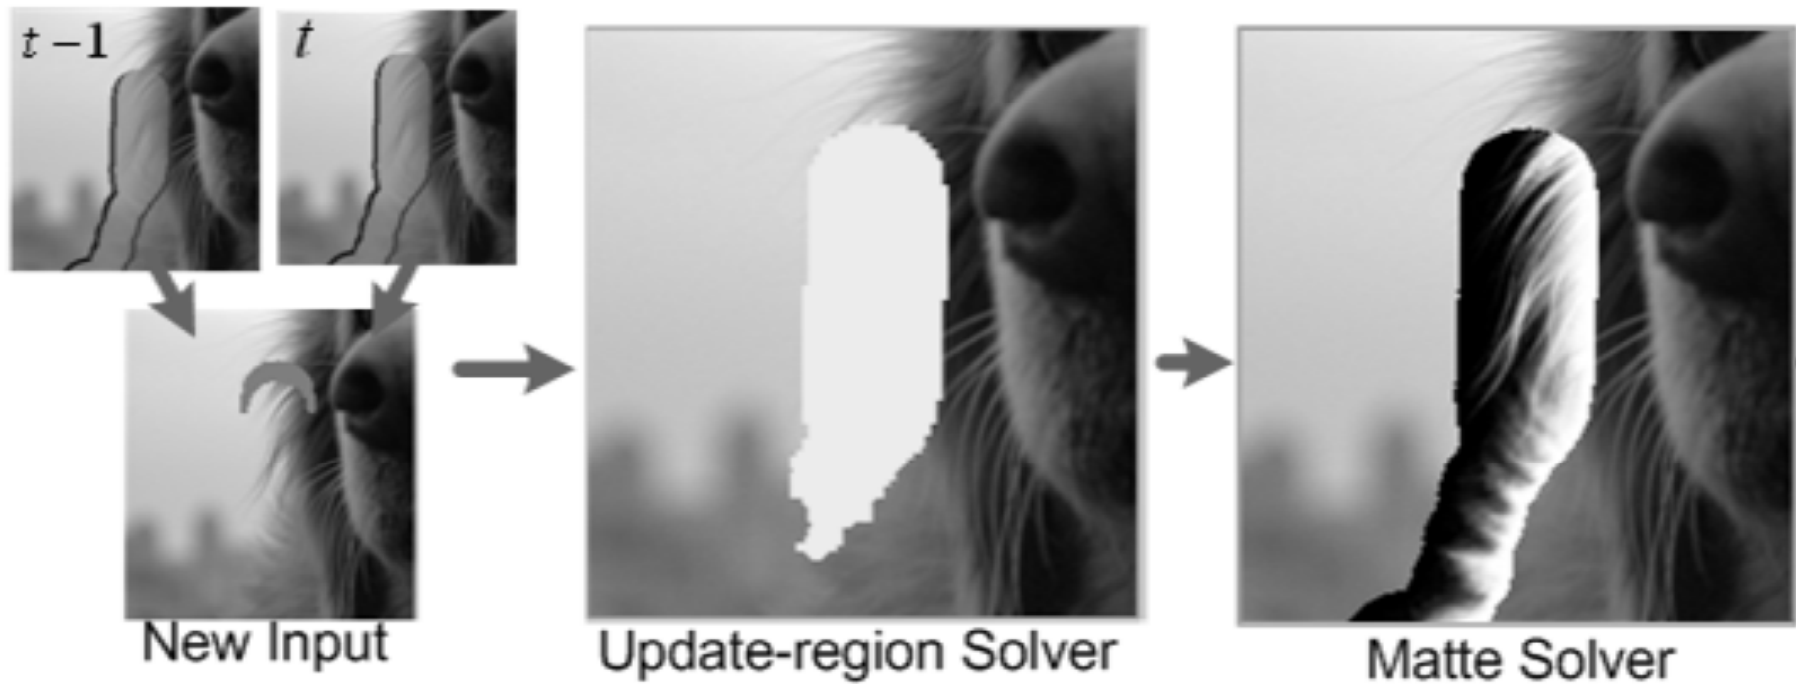 t – 1
t
New Input
Update-region Solver
Matte Solver